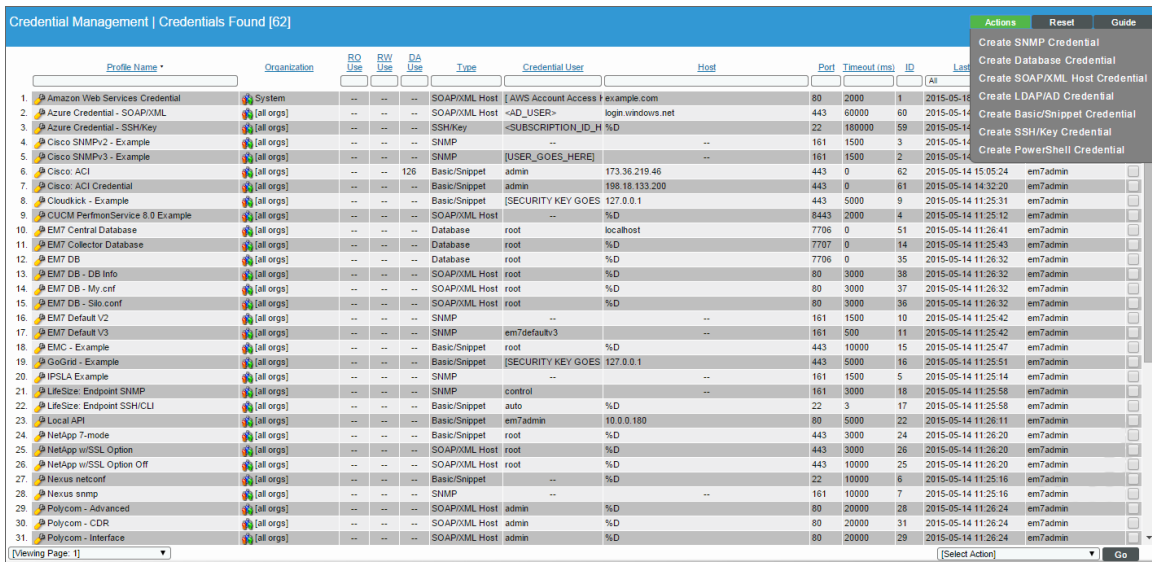 Credential Management | Credentials Found [62]
Actions Reset Guide
Create SNMP Credential
Create Database Credential
Create SOAP/XML Host Credential
Create LDAP/AD Credential
Create Basic/Snippet Credential
Create SSH/Key Credential
Create PowerShell Credential
Profile Name • Organization RO Use RW Use DA Use Type Credential User Host Port Timeout (ms) ID Last
All
1. Amazon Web Services Credential System -- -- -- SOAP/XML Host [ AWS Account Access example.com 80 2000 1 2015-05-18
2. Azure Credential - SOAP/XML [all orgs] -- -- -- SOAP/XML Host <AD_USER> login.windows.net 443 60000 60 2015-05-14
3. Azure Credential - SSH/Key [all orgs] -- -- -- SSH/Key <SUBSCRIPTION_ID_H %D 22 180000 59 2015-05-14
4. Cisco SNMPv2 - Example [all orgs] -- -- -- SNMP -- -- 161 1500 3 2015-05-14
5. Cisco SNMPv3 - Example [all orgs] -- -- -- SNMP [USER_GOES_HERE] -- 161 1500 2 2015-05-14
6. Cisco: ACI [all orgs] -- -- 126 Basic/Snippet admin 173.36.219.46 443 0 62 2015-05-14 15:05:24 em7admin
7. Cisco: ACI Credential [all orgs] -- -- -- Basic/Snippet admin 198.18.133.200 443 0 61 2015-05-14 14:32:20 em7admin
8. Cloudkick - Example [all orgs] -- -- -- Basic/Snippet [SECURITY KEY GOES 127.0.0.1 443 5000 9 2015-05-14 11:25:31 em7admin
9. CUCM PerfmonService 8.0 Example [all orgs] -- -- -- SOAP/XML Host -- %D 8443 2000 4 2015-05-14 11:25:12 em7admin
10. EM7 Central Database [all orgs] -- -- -- Database root localhost 7706 0 51 2015-05-14 11:26:41 em7admin
11. EM7 Collector Database [all orgs] -- -- -- Database root %D 7707 0 14 2015-05-14 11:25:43 em7admin
12. EM7 DB [all orgs] -- -- -- Database root %D 7706 0 35 2015-05-14 11:26:32 em7admin
13. EM7 DB - DB Info [all orgs] -- -- -- SOAP/XML Host root %D 80 3000 38 2015-05-14 11:26:32 em7admin
14. EM7 DB - My.cnf [all orgs] -- -- -- SOAP/XML Host root %D 80 3000 37 2015-05-14 11:26:32 em7admin
15. EM7 DB - Silo.conf [all orgs] -- -- -- SOAP/XML Host root %D 80 3000 36 2015-05-14 11:26:32 em7admin
16. EM7 Default V2 [all orgs] -- -- -- SNMP -- -- 161 1500 10 2015-05-14 11:25:42 em7admin
17. EM7 Default V3 [all orgs] -- -- -- SNMP em7defaultv3 -- 161 500 11 2015-05-14 11:25:42 em7admin
18. EMC - Example [all orgs] -- -- -- Basic/Snippet root %D 443 10000 15 2015-05-14 11:25:47 em7admin
19. GoGrid - Example [all orgs] -- -- -- Basic/Snippet [SECURITY KEY GOES 127.0.0.1 443 5000 16 2015-05-14 11:25:51 em7admin
20. IPSLA Example [all orgs] -- -- -- SNMP -- -- 161 1500 5 2015-05-14 11:25:14 em7admin
21. LifeSize: Endpoint SNMP [all orgs] -- -- -- SNMP control -- 161 3000 18 2015-05-14 11:25:58 em7admin
22. LifeSize: Endpoint SSH/CLI [all orgs] -- -- -- Basic/Snippet auto %D 22 3 17 2015-05-14 11:25:58 em7admin
23. Local API [all orgs] -- -- -- Basic/Snippet em7admin 10.0.0.180 80 5000 22 2015-05-14 11:26:11 em7admin
24. NetApp 7-mode [all orgs] -- -- -- Basic/Snippet root %D 443 3000 24 2015-05-14 11:26:20 em7admin
25. NetApp w/SSL Option [all orgs] -- -- -- SOAP/XML Host root %D 443 3000 26 2015-05-14 11:26:20 em7admin
26. NetApp w/SSL Option Off [all orgs] -- -- -- SOAP/XML Host root %D 443 10000 25 2015-05-14 11:26:20 em7admin
27. Nexus netconf [all orgs] -- -- -- Basic/Snippet -- %D 22 10000 6 2015-05-14 11:25:16 em7admin
28. Nexus snmp [all orgs] -- -- -- SNMP -- -- 161 10000 7 2015-05-14 11:25:16 em7admin
29. Polycom - Advanced [all orgs] -- -- -- SOAP/XML Host admin %D 80 20000 28 2015-05-14 11:26:24 em7admin
30. Polycom - CDR [all orgs] -- -- -- SOAP/XML Host admin %D 80 20000 31 2015-05-14 11:26:24 em7admin
31. Polycom - Interface [all orgs] -- -- -- SOAP/XML Host admin %D 80 20000 29 2015-05-14 11:26:24 em7admin
[Viewing Page: 1] [Select Action] Go